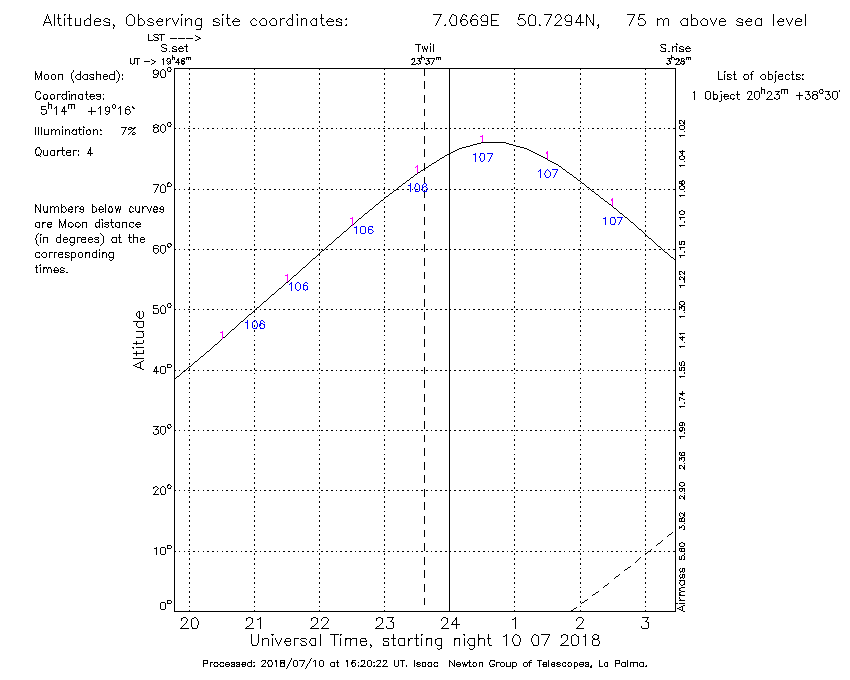 Altitudes, Observing site coordinates: 7.0669E 50.7294N, 75 m above sea level
LST --->
S.set Twil S.rise
UT -> 19ʰ46ᵐ 23ʰ37ᵐ 3ʰ28ᵐ
Moon (dashed):
Coordinates:
5ʰ14ᵐ +19°16'
Illumination: 7%
Quarter: 4
Numbers below curves
are Moon distance
(in degrees) at the
corresponding
times.
List of objects:
1 Object 20ʰ23ᵐ +38°30'
Altitude
90°
80°
70°
60°
50°
40°
30°
20°
10°
0°
1 1 1 1 1 1 1
106 106 106 106 107 107 107
1.02
1.04
1.06
1.10
1.15
1.22
1.30
1.41
1.55
1.74
1.99
2.36
2.90
3.82
5.60
Airmass
20 21 22 23 24 1 2 3
Universal Time, starting night 10 07 2018
Processed: 2018/07/10 at 16:20:22 UT. Isaac Newton Group of Telescopes, La Palma.